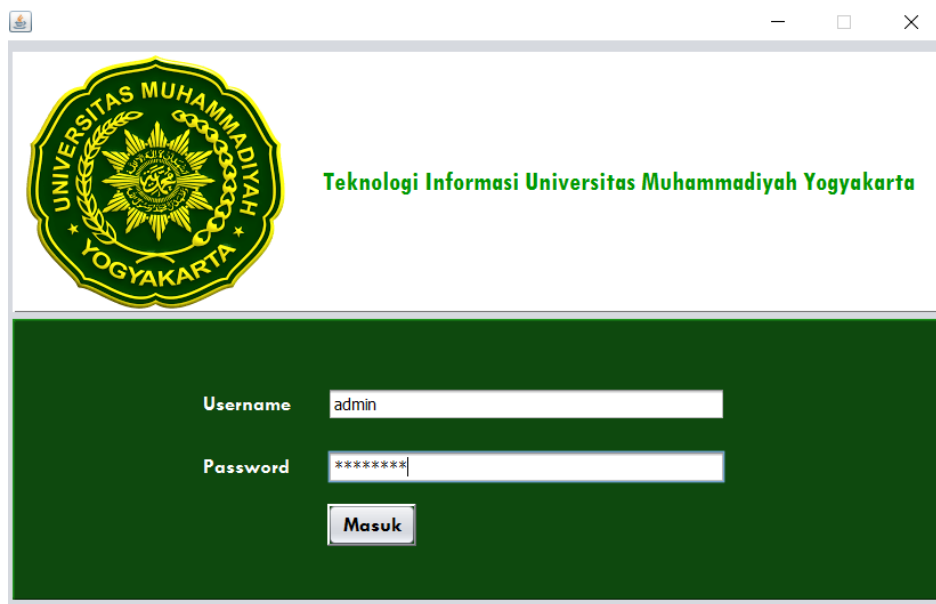 UNIVERSITAS MUHAMMADIYAH
YOGYAKARTA
Teknologi Informasi Universitas Muhammadiyah Yogyakarta
Username
admin
Password
********
Masuk